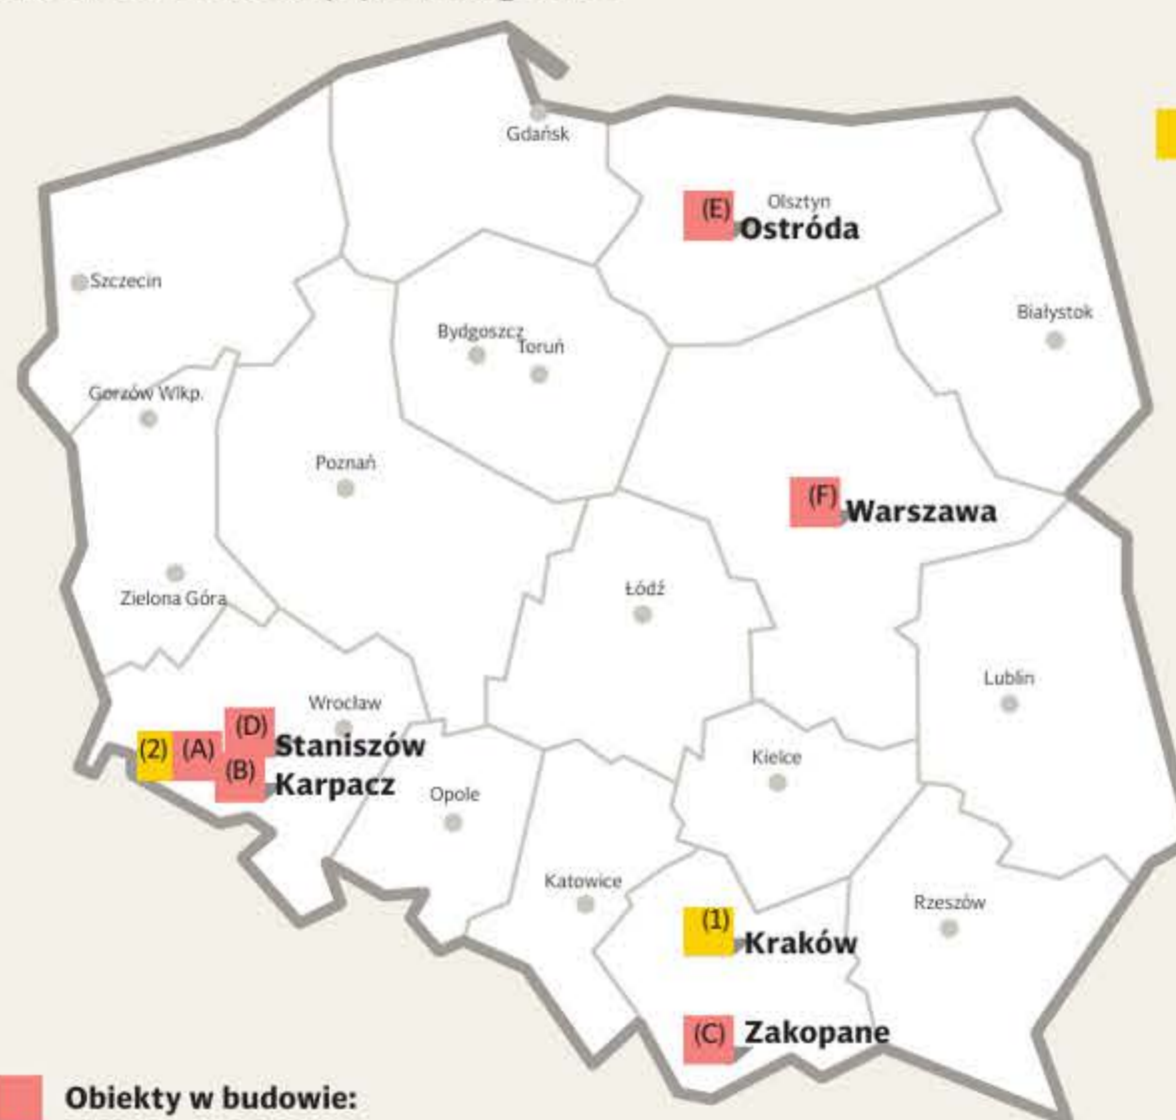 Gdańsk
(E)
Olsztyn
Ostróda
Szczecin
Białystok
Bydgoszcz
Toruń
Gorzów Wlkp.
Poznań
(F)
Warszawa
Zielona Góra
Łódź
Lublin
Wrocław
(D)
Staniszów
(2)
(A)
(B)
Karpacz
Kielce
Opole
Katowice
Rzeszów
(1)
Kraków
(C)
Zakopane
Obiekty w budowie: